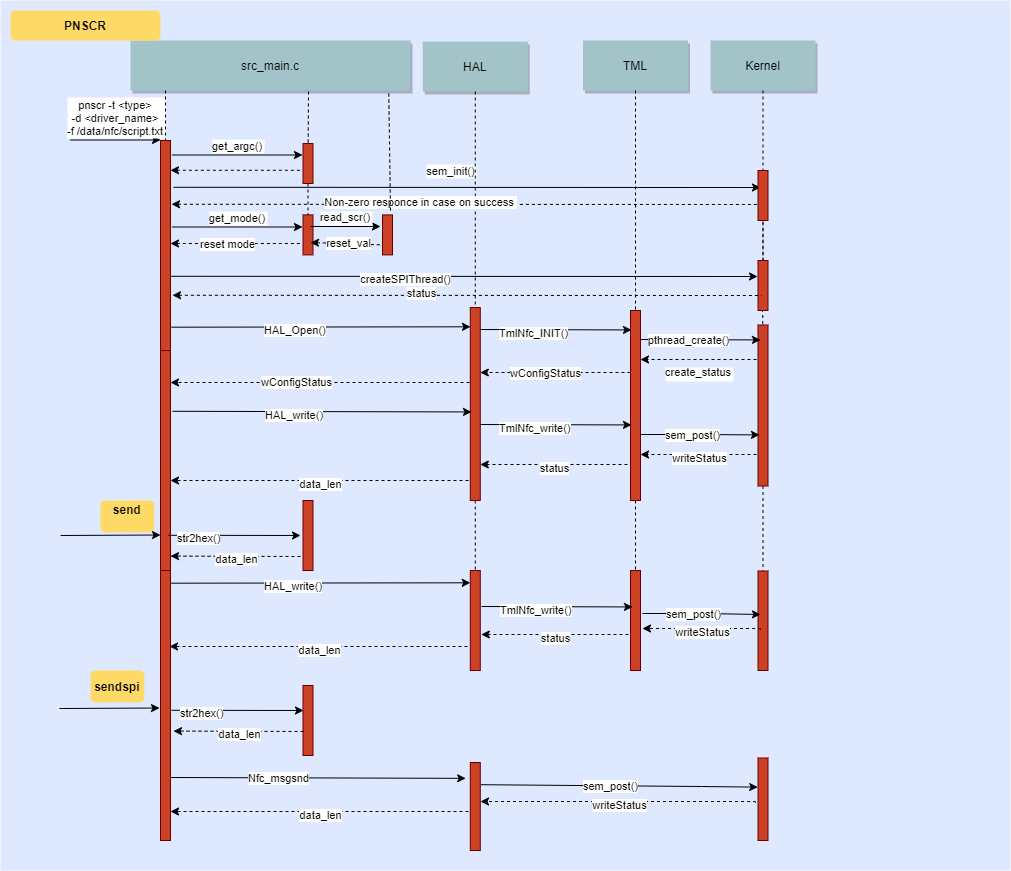 PNSCR
src_main.c
HAL
TML
Kernel
pnscr -t <type>
-d <driver_name>
-f /data/nfc/script.txt
get_argc()
sem_init()
Non-zero responce in case on success
get_mode()
read_scr()
reset mode
reset_val
createSPIThread()
status
HAL_Open()
TmlNfc_INIT()
pthread_create()
create_status
wConfigStatus
wConfigStatus
HAL_write()
TmlNfc_write()
sem_post()
writeStatus
status
data_len
send
str2hex()
data_len
HAL_write()
TmlNfc_write()
sem_post()
writeStatus
status
data_len
sendspi
str2hex()
data_len
Nfc_msgsnd
sem_post()
writeStatus
data_len